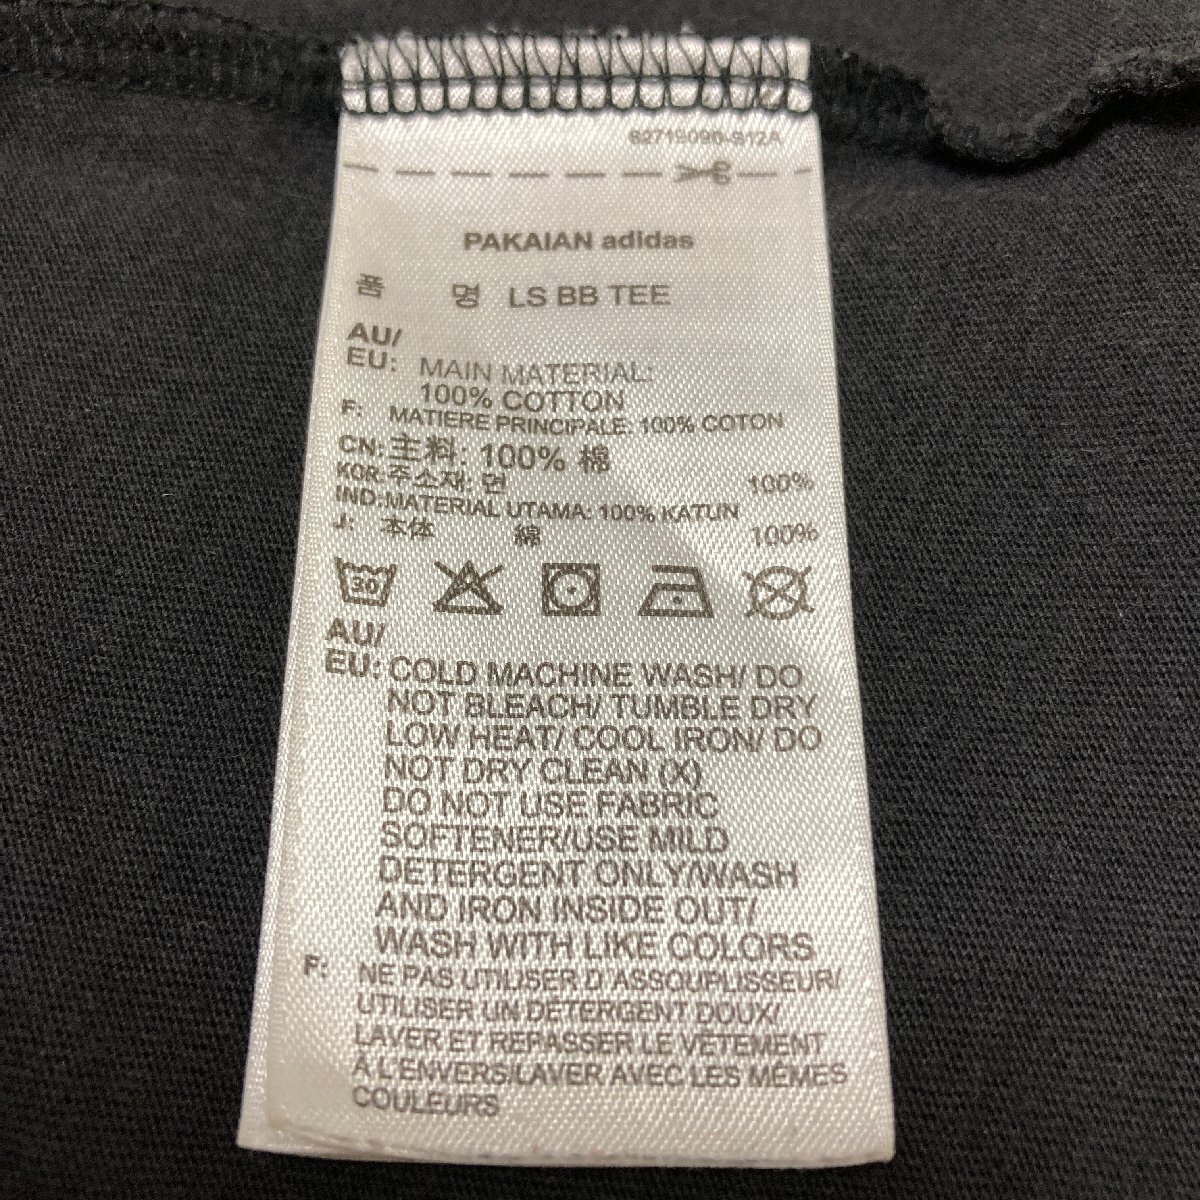 62719090-912A
PAKAIAN adidas
품 명 LS BB TEE
AU/
EU: MAIN MATERIAL:
100% COTTON
F: MATIERE PRINCIPALE: 100% COTON
CN: 主料: 100% 棉
KOR: 주소재: 면 100%
IND: MATERIAL UTAMA: 100% KATUN
J: 本体 綿 100%
30
AU/
EU: COLD MACHINE WASH/ DO
NOT BLEACH/ TUMBLE DRY
LOW HEAT/ COOL IRON/ DO
NOT DRY CLEAN (X)
DO NOT USE FABRIC
SOFTENER/USE MILD
DETERGENT ONLY/WASH
AND IRON INSIDE OUT/
WASH WITH LIKE COLORS
F: NE PAS UTILISER D'ASSOUPLISSEUR/
UTILISER UN DÉTERGENT DOUX/
LAVER ET REPASSER LE VÊTEMENT
À L'ENVERS/LAVER AVEC LES MÊMES
COULEURS